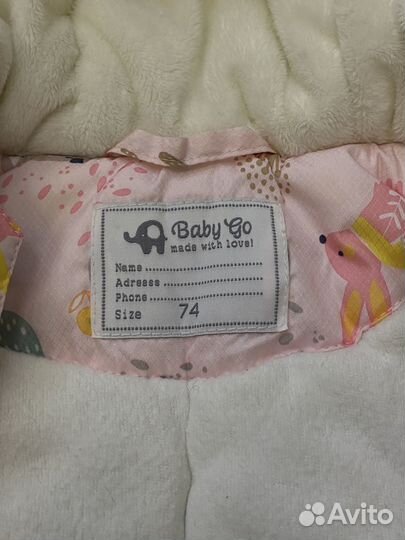 Baby Go
made with love!
Name
Adresss
Phone
Size 74
Avito